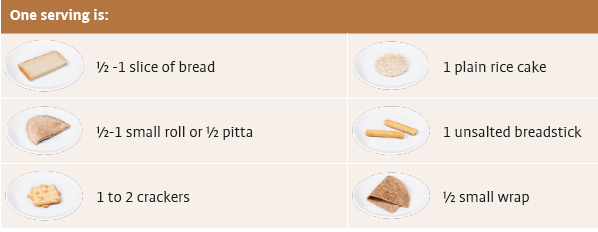 One serving is:
½ -1 slice of bread
1 plain rice cake
½-1 small roll or ½ pitta
1 unsalted breadstick
1 to 2 crackers
½ small wrap